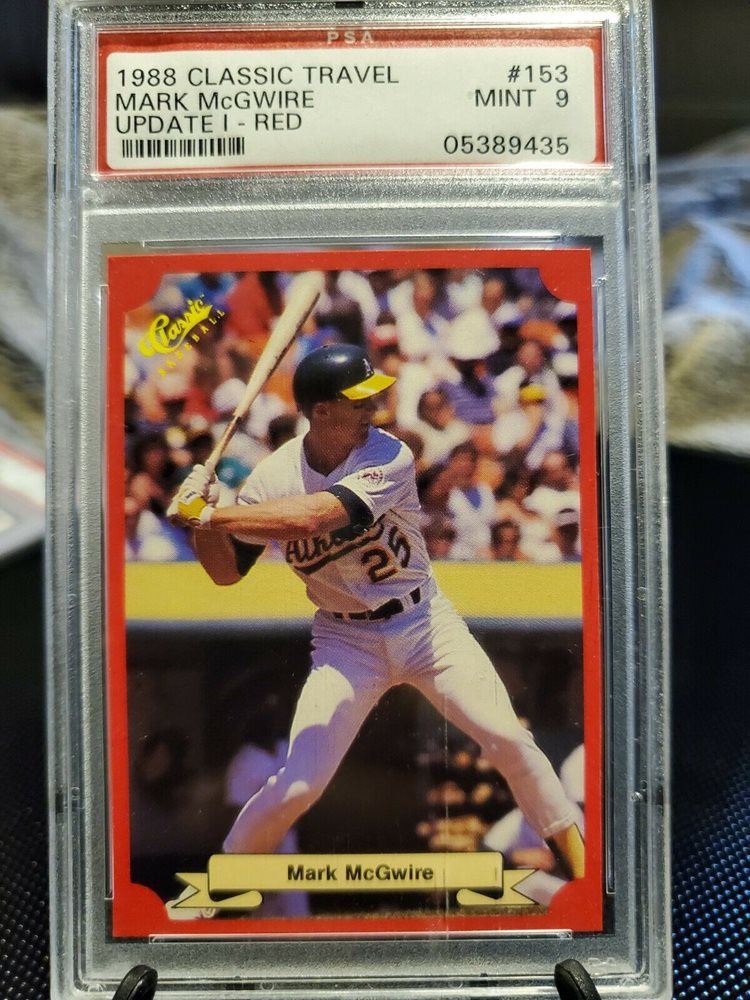 PSA
1988 CLASSIC TRAVEL #153
MARK McGWIRE MINT 9
UPDATE I - RED
05389435
Classic
BASEBALL
A
Athletics
25
Mark McGwire